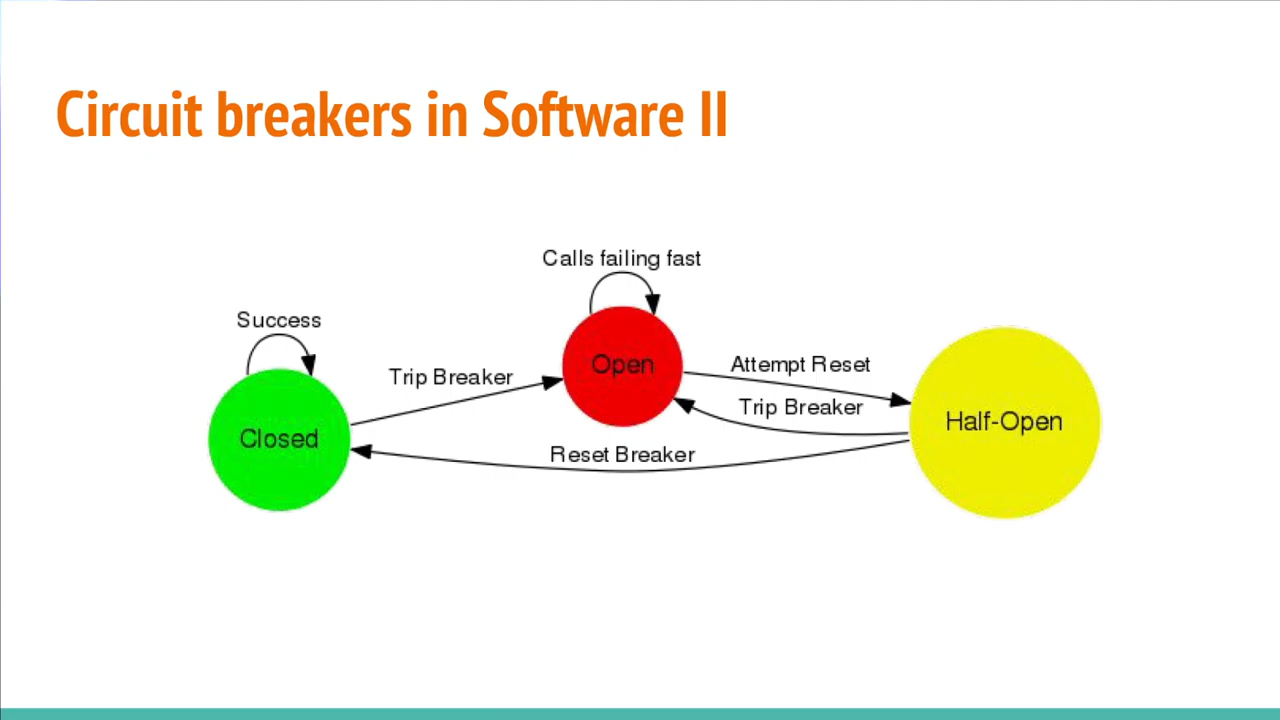 Circuit breakers in Software II
Calls failing fast
Success
Open
Attempt Reset
Trip Breaker
Trip Breaker
Half-Open
Closed
Reset Breaker